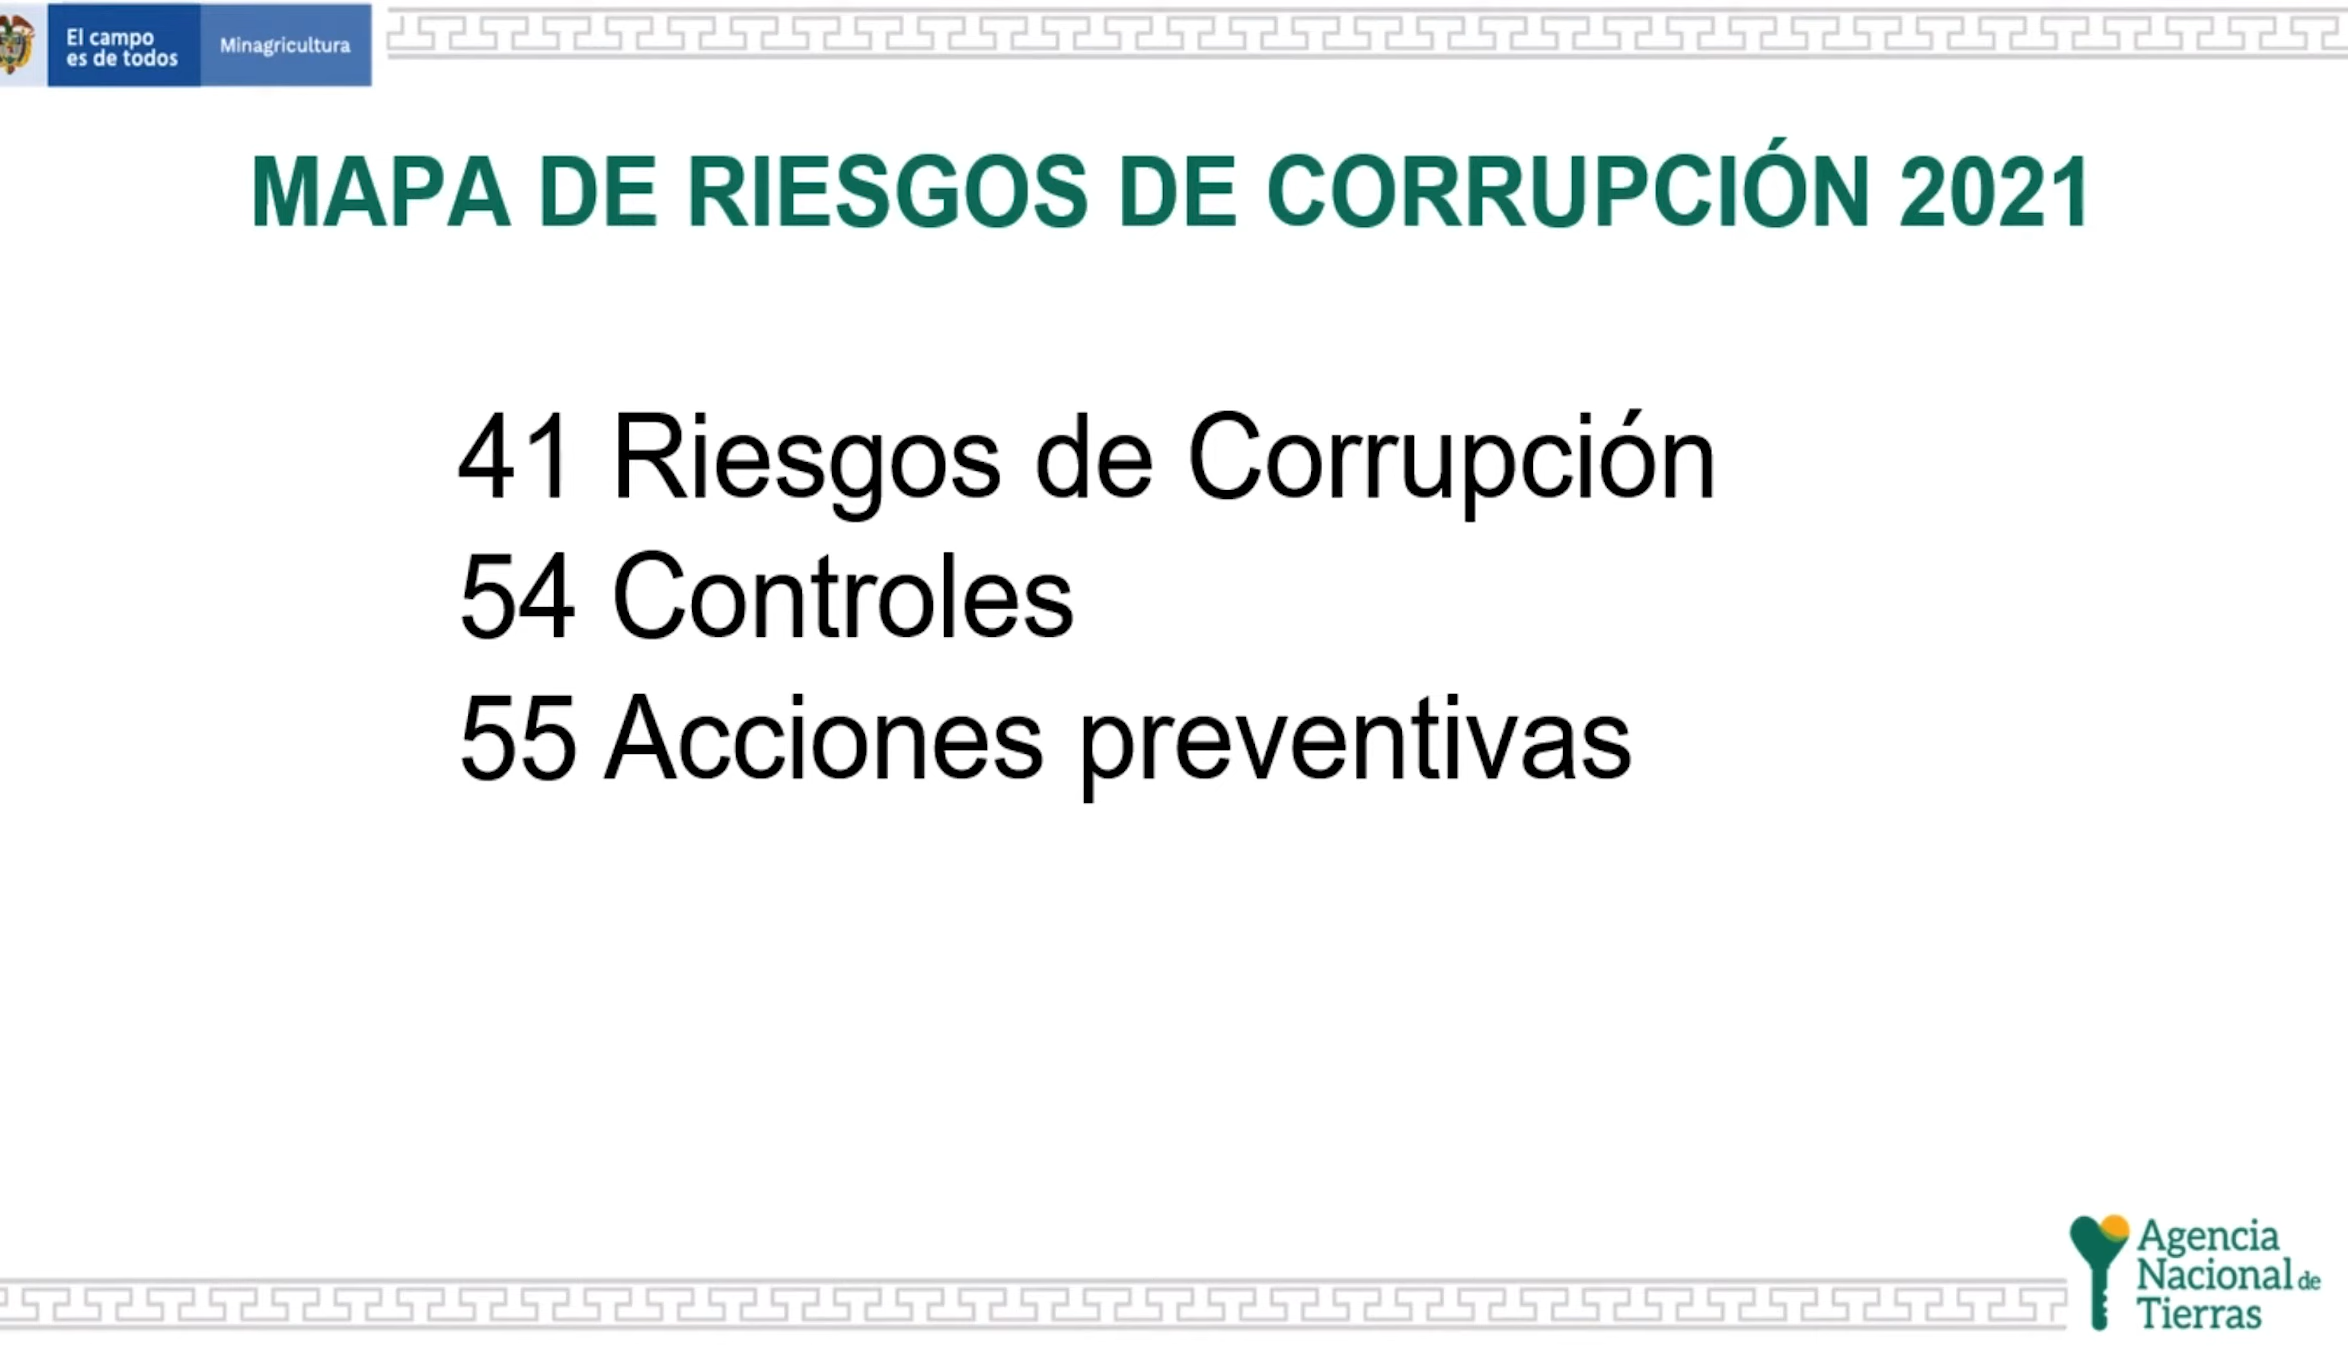 El campo
es de todos
Minagricultura
MAPA DE RIESGOS DE CORRUPCIÓN 2021
41 Riesgos de Corrupción
54 Controles
55 Acciones preventivas
Agencia
Nacional de
Tierras